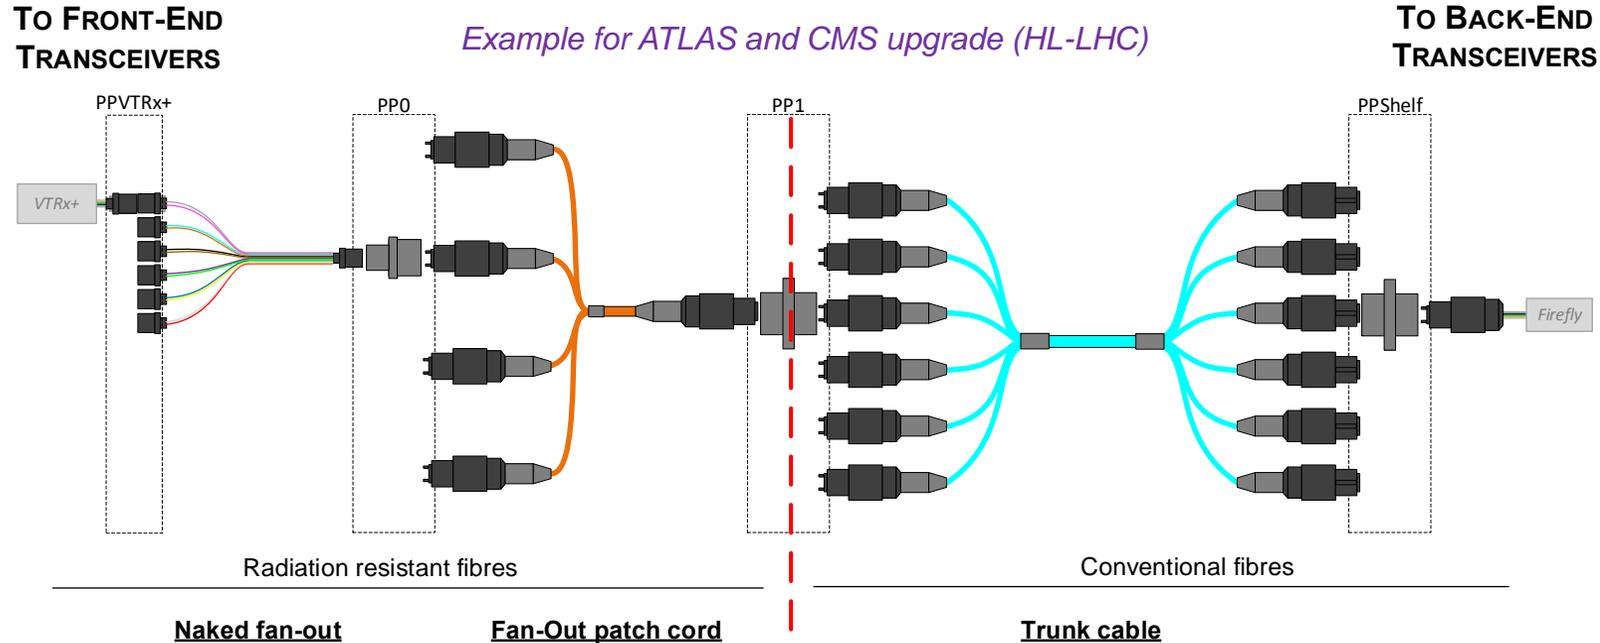 TO FRONT-END
TRANSCEIVERS
Example for ATLAS and CMS upgrade (HL-LHC)
TO BACK-END
TRANSCEIVERS
PPVTRx+
PP0
PP1
PPShelf
VTRx+
Firefly
Radiation resistant fibres
Conventional fibres
Naked fan-out
Fan-Out patch cord
Trunk cable